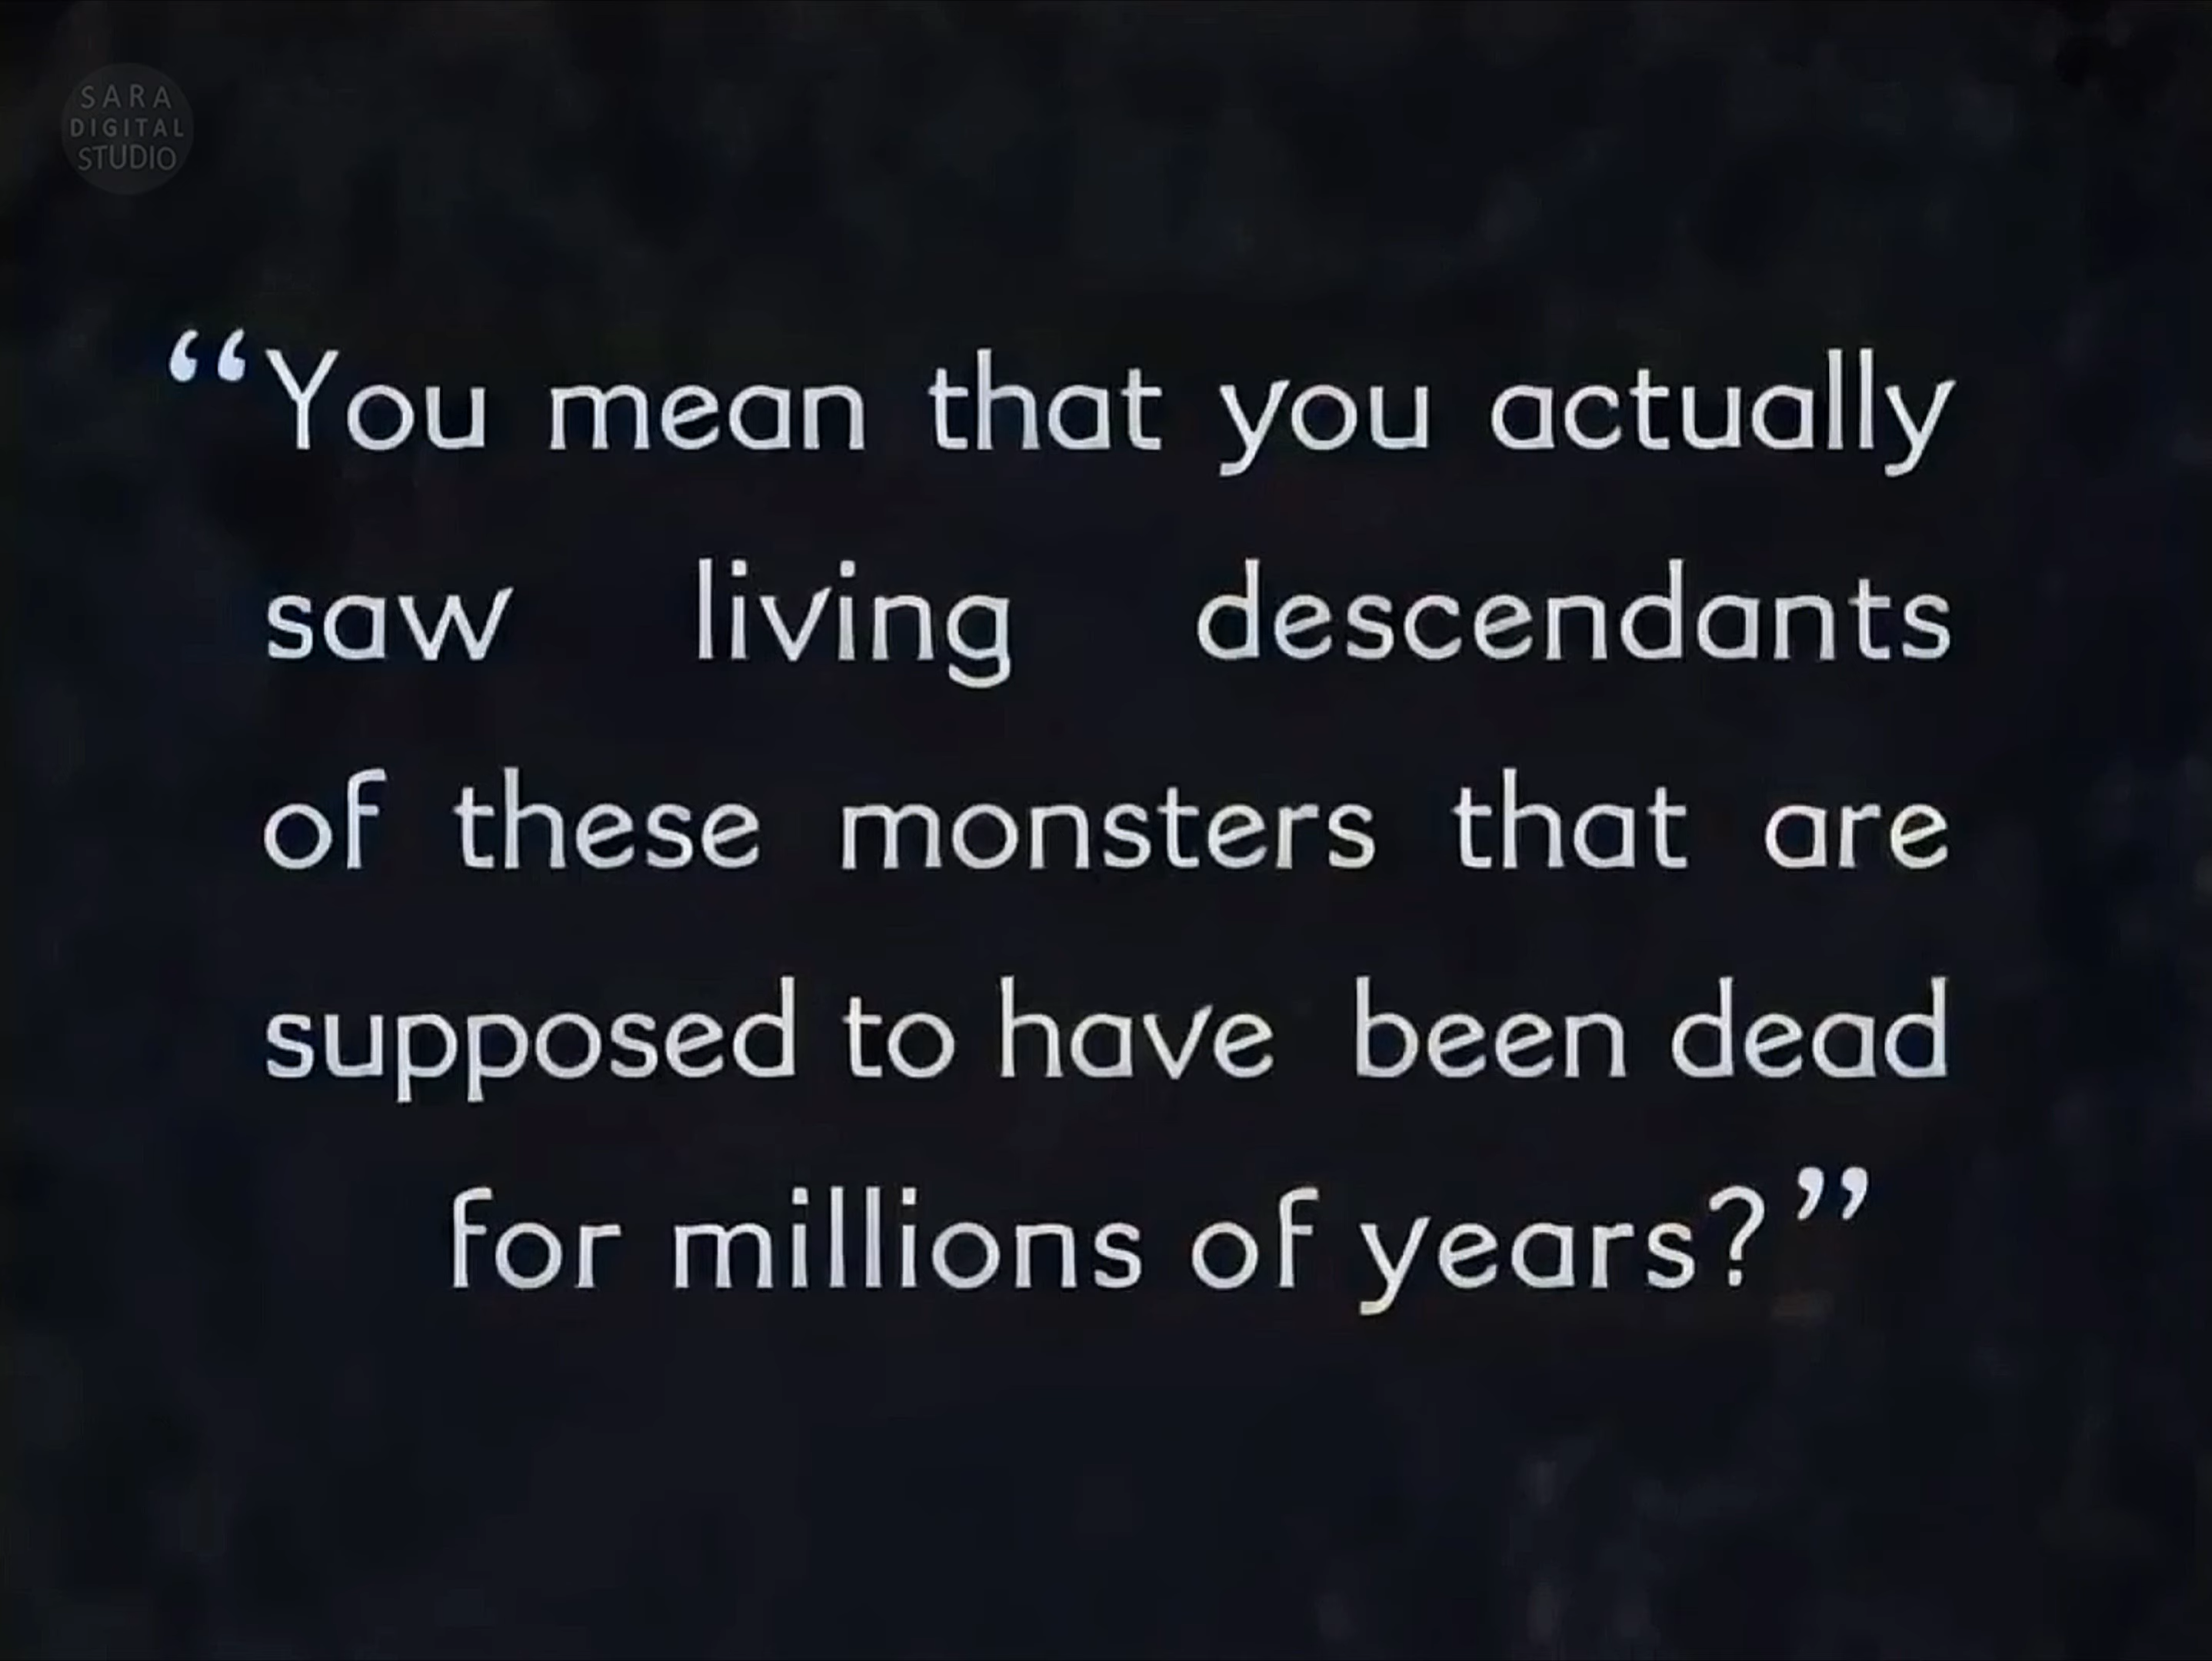 SARA
DIGITAL
STUDIO
“You mean that you actually
saw living descendants
of these monsters that are
supposed to have been dead
for millions of years?”